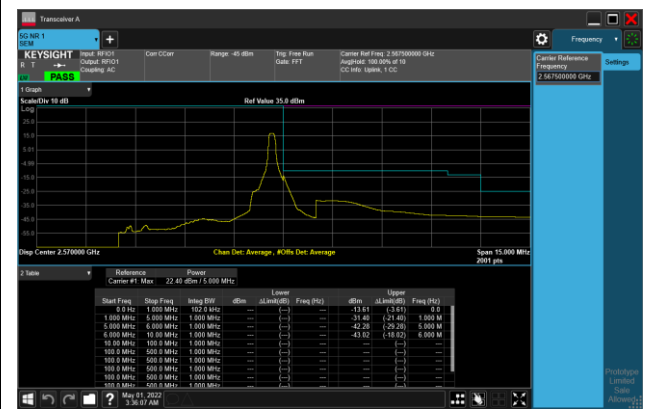 Transceiver A
5G NR 1
SEM
Frequency
KEYSIGHT
R T
PASS
Input: RFIO1
Output: RFIO1
Coupling: AC
Corr CCorr
Range: -45 dBm
Trig: Free Run
Gate: FFT
Carrier Ref Freq: 2.567500000 GHz
Avg|Hold: 100.00% of 10
CC Info: Uplink, 1 CC
Carrier Reference
Frequency
2.567500000 GHz
Settings
1 Graph
Scale/Div 10 dB
Ref Value 35.0 dBm
Log
25.0
15.0
5.01
-4.99
-15.0
-25.0
-35.0
-45.0
-55.0
Disp Center 2.570000 GHz
Chan Det: Average , #Offs Det: Average
Span 15.000 MHz
2001 pts
2 Table
Reference Power
Carrier #1: Max 22.40 dBm / 5.000 MHz
Lower Upper
Start Freq Stop Freq Integ BW dBm ΔLimit(dB) Freq (Hz) dBm ΔLimit(dB) Freq (Hz)
0.0 Hz 1.000 MHz 102.0 kHz --- (---) --- -13.61 (-3.61) 0.0
1.000 MHz 5.000 MHz 1.000 MHz --- (---) --- -31.40 (-21.40) 1.000 M
5.000 MHz 6.000 MHz 1.000 MHz --- (---) --- -42.28 (-29.28) 5.000 M
6.000 MHz 10.00 MHz 1.000 MHz --- (---) --- -43.02 (-18.02) 6.000 M
10.00 MHz 100.0 MHz 1.000 MHz --- (---) --- --- (---) ---
100.0 MHz 500.0 MHz 1.000 MHz --- (---) --- --- (---) ---
100.0 MHz 500.0 MHz 1.000 MHz --- (---) --- --- (---) ---
100.0 MHz 500.0 MHz 1.000 MHz --- (---) --- --- (---) ---
100.0 MHz 500.0 MHz 1.000 MHz --- (---) --- --- (---) ---
Prototype
Limited
Sale
Allowed
May 01, 2022
3:36:07 AM